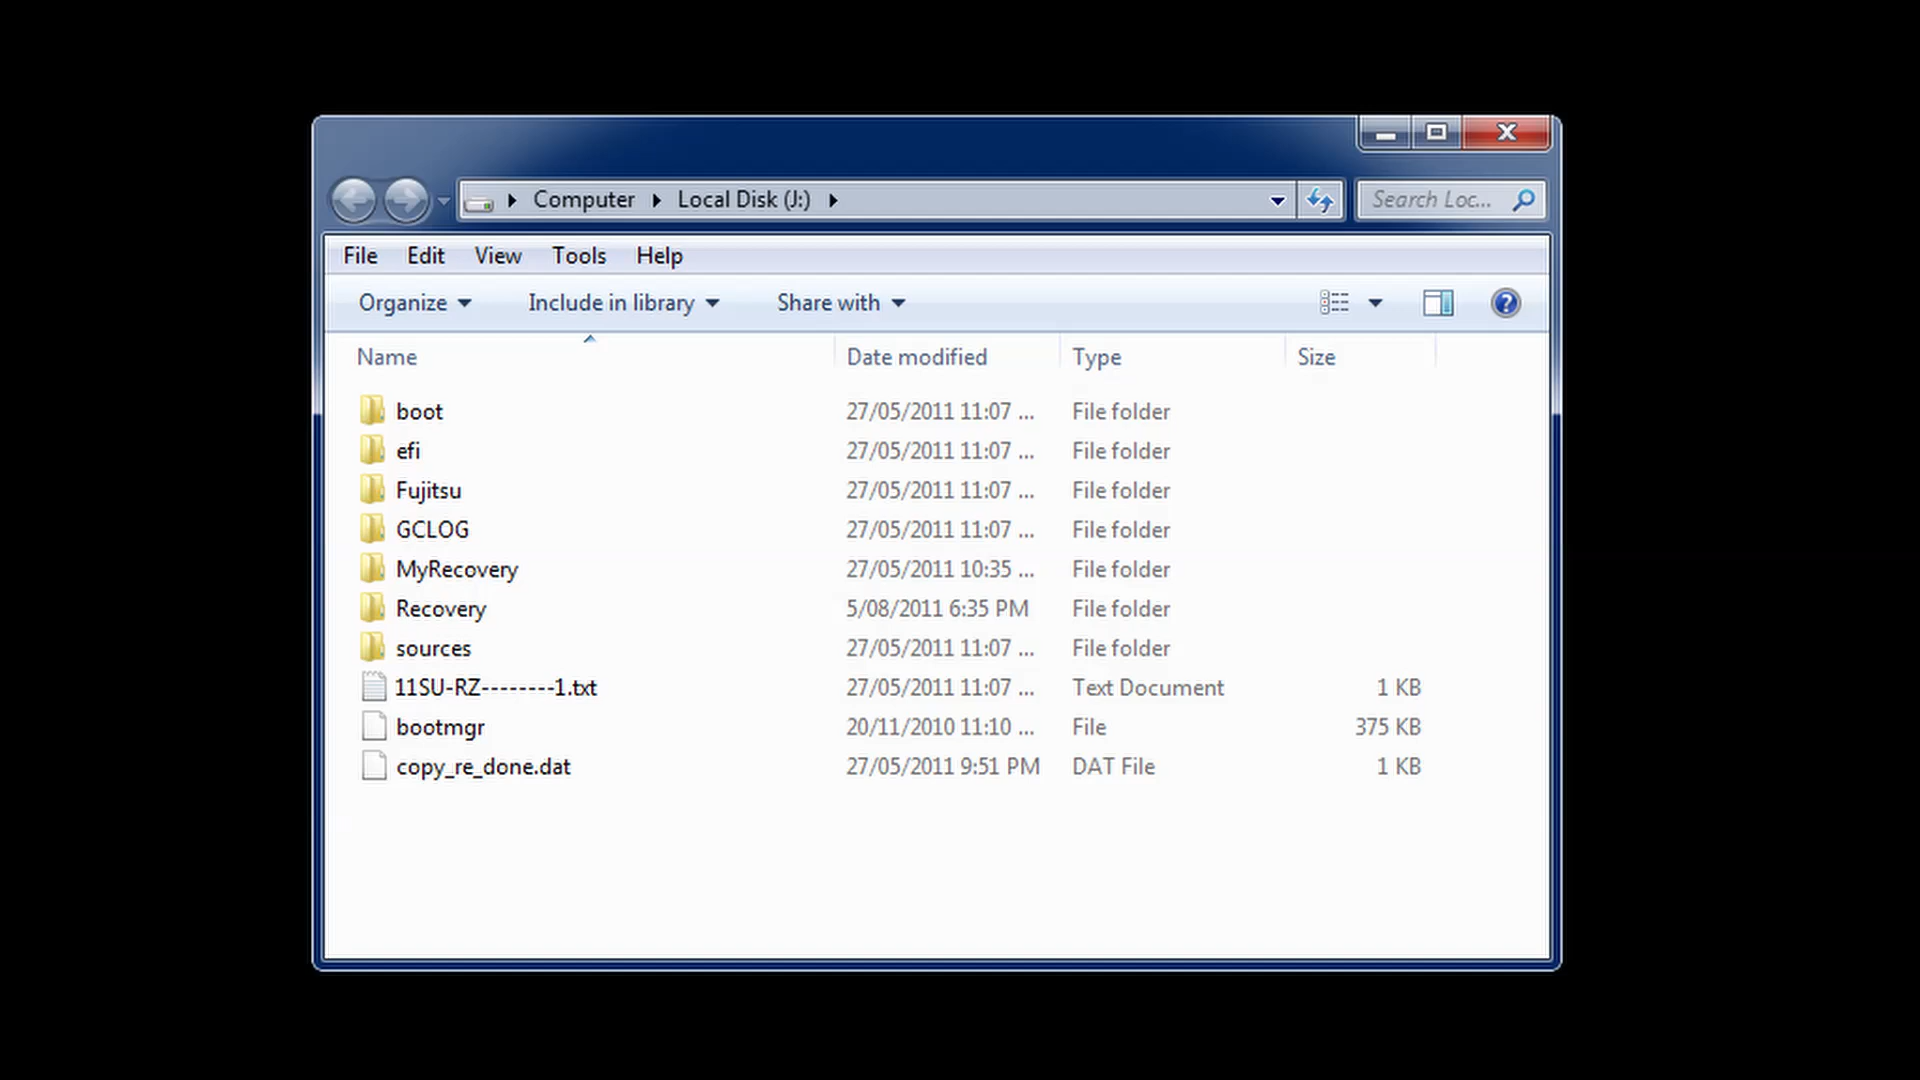 Computer Local Disk (J:) Search Loc...
File Edit View Tools Help
Organize Include in library Share with
Name Date modified Type Size
boot 27/05/2011 11:07 ... File folder
efi 27/05/2011 11:07 ... File folder
Fujitsu 27/05/2011 11:07 ... File folder
GCLOG 27/05/2011 11:07 ... File folder
MyRecovery 27/05/2011 10:35 ... File folder
Recovery 5/08/2011 6:35 PM File folder
sources 27/05/2011 11:07 ... File folder
11SU-RZ--------1.txt 27/05/2011 11:07 ... Text Document 1 KB
bootmgr 20/11/2010 11:10 ... File 375 KB
copy_re_done.dat 27/05/2011 9:51 PM DAT File 1 KB